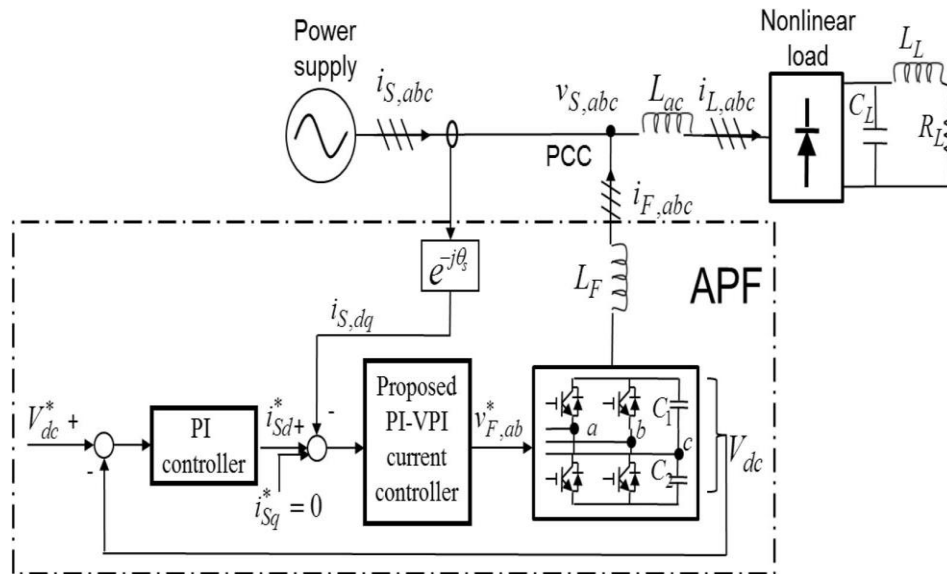 Power
supply
i_{S,abc}
v_{S,abc}
PCC
L_{ac}
i_{L,abc}
Nonlinear
load
L_L
C_L
R_L
i_{F,abc}
L_F
APF
e^{-jθ_s}
i_{S,dq}
-
V^*_{dc} +
-
PI
controller
i^*_{Sd} +
i^*_{Sq} = 0
Proposed
PI-VPI
current
controller
v^*_{F,ab}
a
b
c
C_1
C_2
V_{dc}